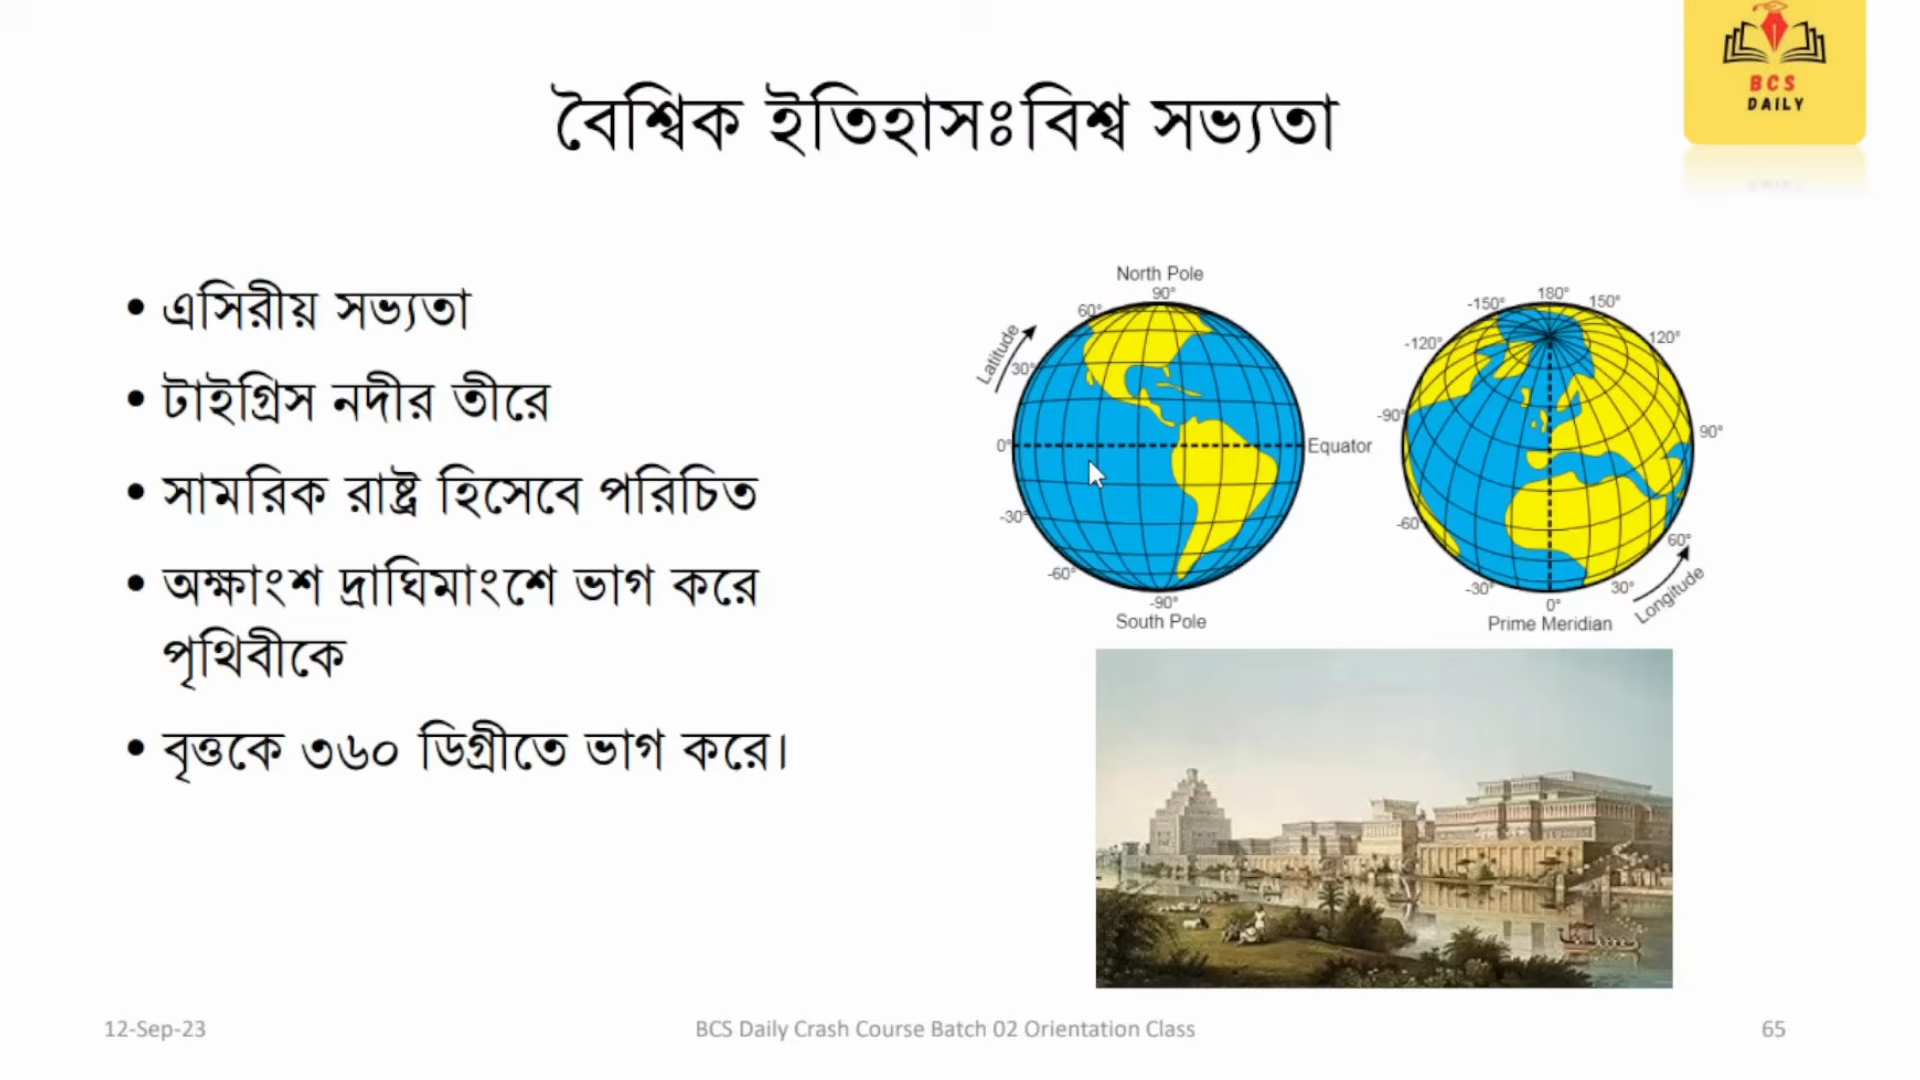 BCS
DAILY
বৈশ্বিক ইতিহাসঃবিশ্ব সভ্যতা
• এসিরীয় সভ্যতা
• টাইগ্রিস নদীর তীরে
• সামরিক রাষ্ট্র হিসেবে পরিচিত
• অক্ষাংশ দ্রাঘিমাংশে ভাগ করে
পৃথিবীকে
• বৃত্তকে ৩৬০ ডিগ্রীতে ভাগ করে।
North Pole
90°
60°
Latitude
30°
0°
Equator
-30°
-60°
-90°
South Pole
180°
-150°
150°
-120°
120°
-90°
90°
-60°
60°
-30°
30°
0°
Longitude
Prime Meridian
12-Sep-23
BCS Daily Crash Course Batch 02 Orientation Class
65